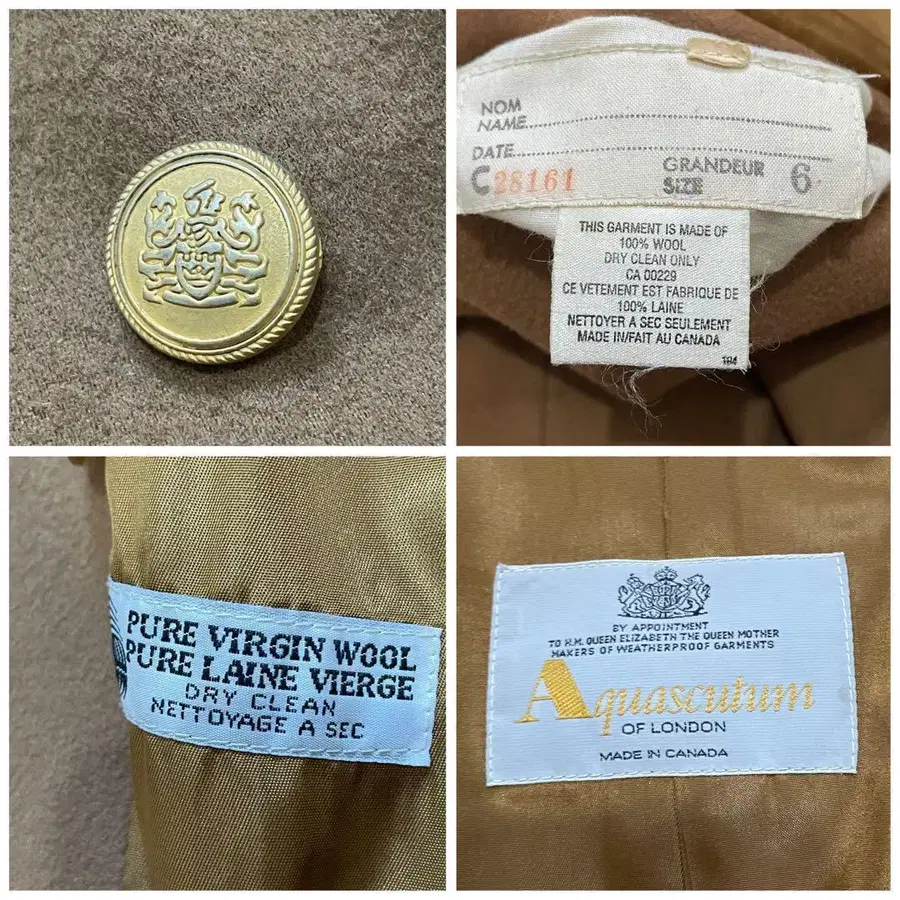 NOM
NAME
DATE
C28161
GRANDEUR
SIZE
6
THIS GARMENT IS MADE OF
100% WOOL
DRY CLEAN ONLY
CA 00229
CE VETEMENT EST FABRIQUE DE
100% LAINE
NETTOYER A SEC SEULEMENT
MADE IN/FAIT AU CANADA
194
PURE VIRGIN WOOL
PURE LAINE VIERGE
DRY CLEAN
NETTOYAGE A SEC
BY APPOINTMENT
TO H.M. QUEEN ELIZABETH THE QUEEN MOTHER
MAKERS OF WEATHERPROOF GARMENTS
Aquascutum
OF LONDON
MADE IN CANADA